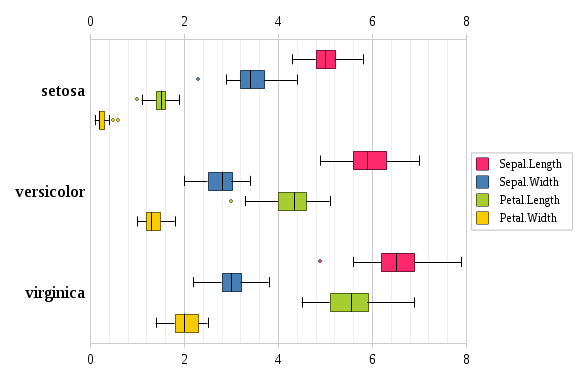 0 2 4 6 8
setosa
versicolor
virginica
Sepal.Length
Sepal.Width
Petal.Length
Petal.Width
0 2 4 6 8